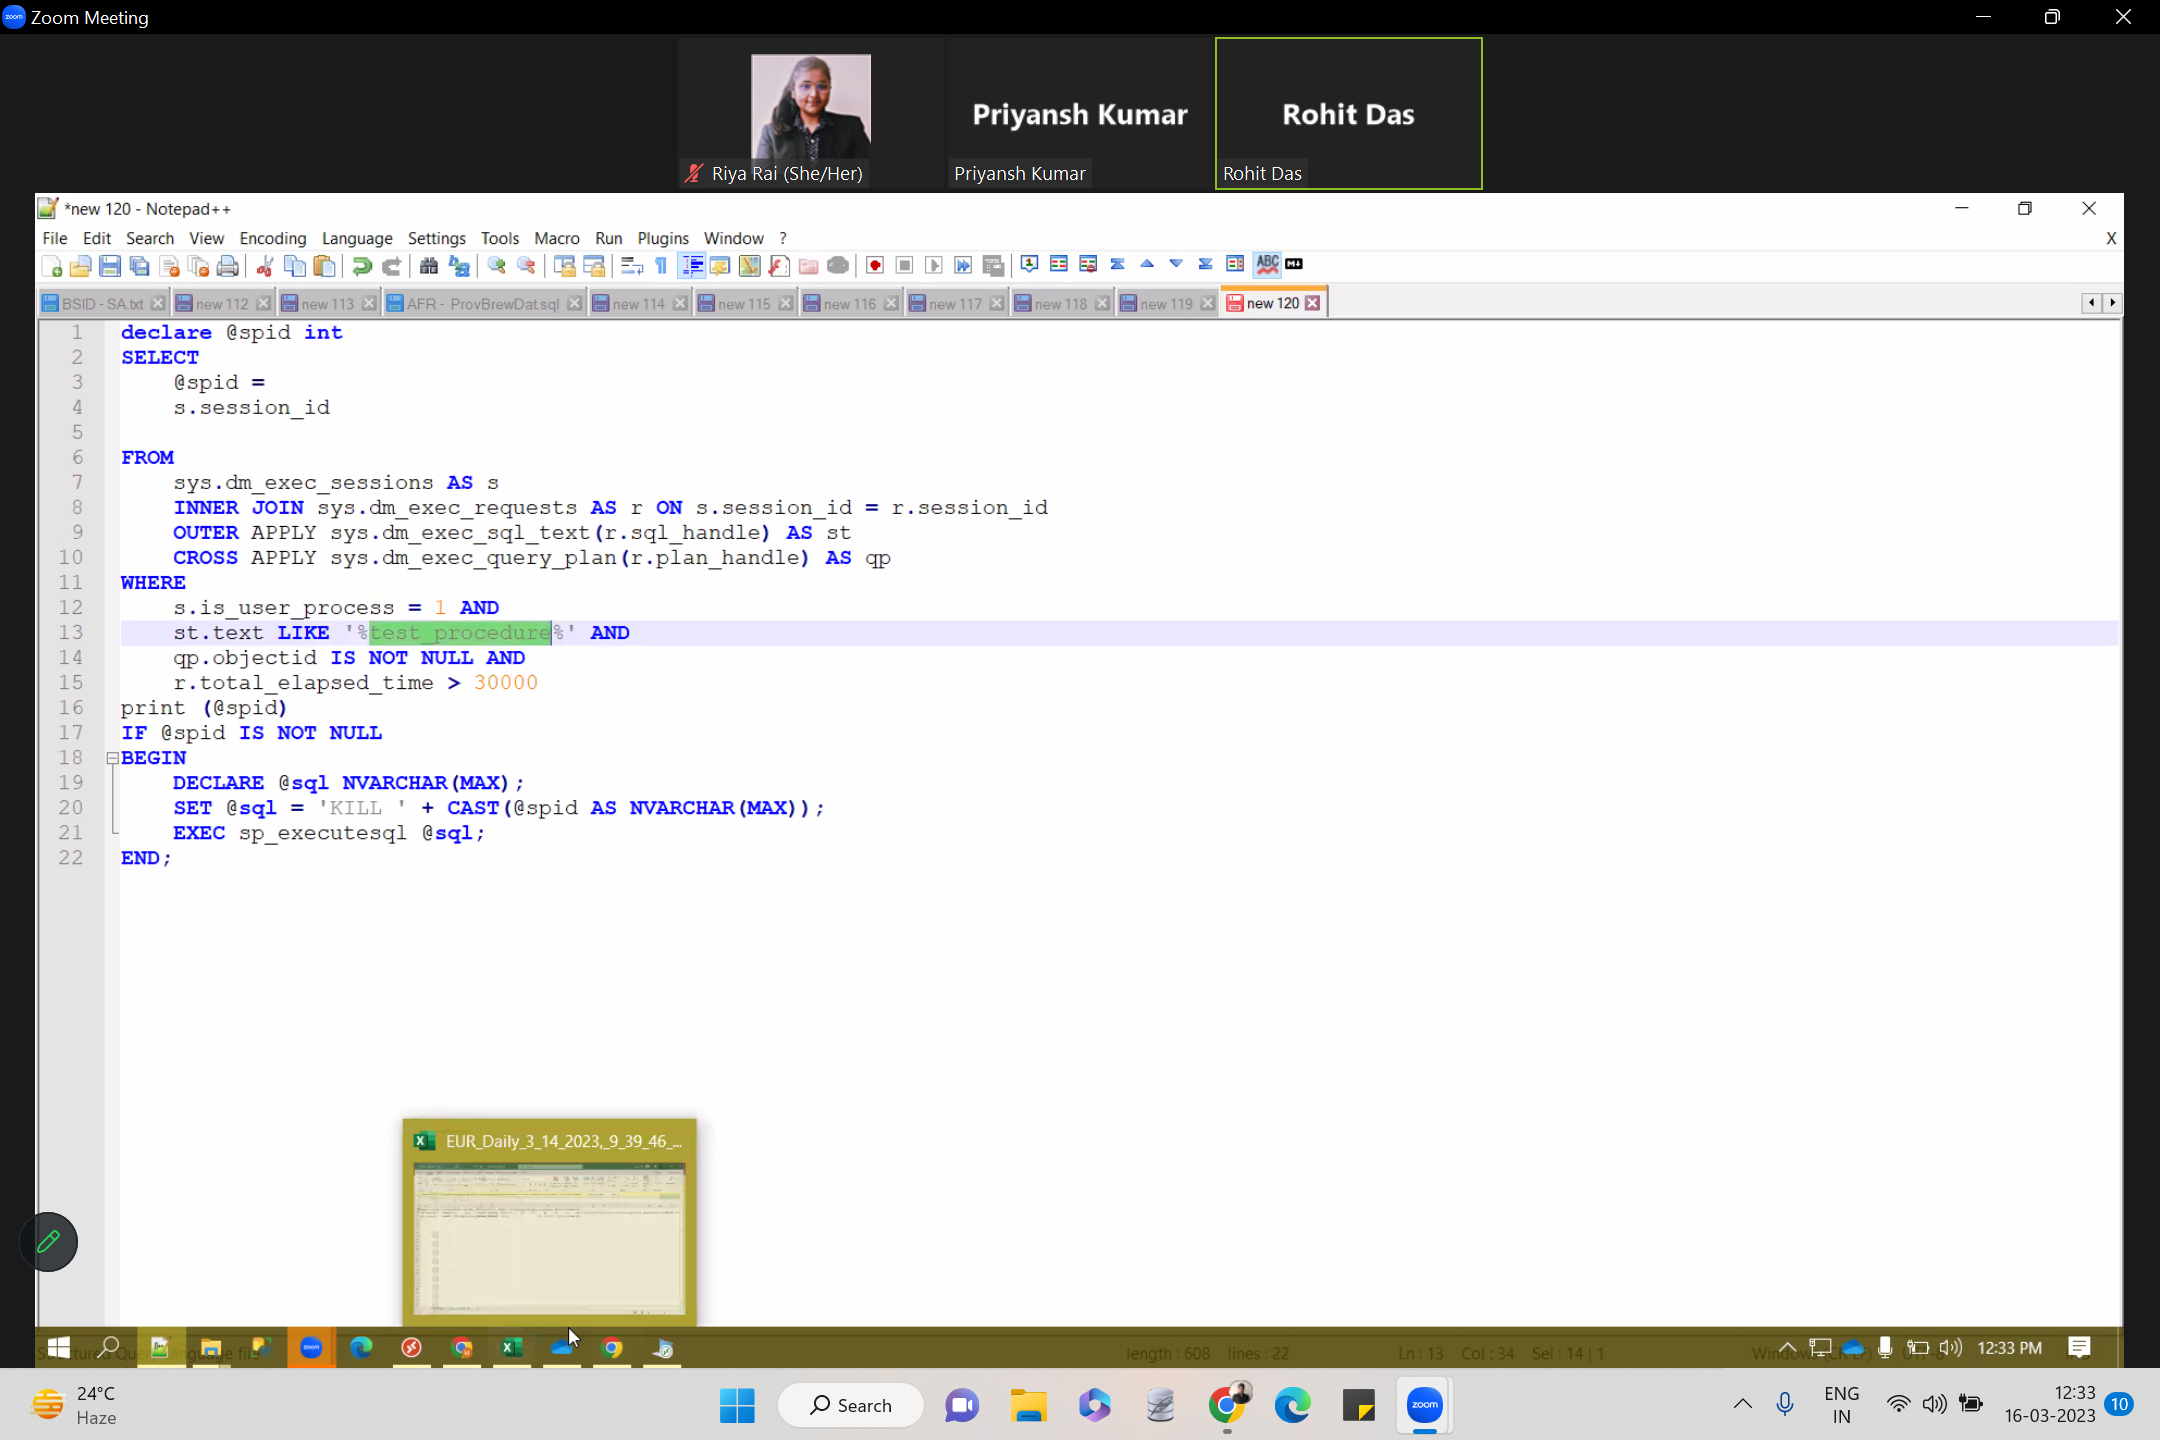 zoom Zoom Meeting
Priyansh Kumar
Rohit Das
Riya Rai (She/Her)
Priyansh Kumar
Rohit Das
*new 120 - Notepad++
File Edit Search View Encoding Language Settings Tools Macro Run Plugins Window ? X
ABC M↓
BSID - SA.txt new 112 new 113 AFR - ProvBrewDat.sql new 114 new 115 new 116 new 117 new 118 new 119 new 120
1 declare @spid int
2 SELECT
3 @spid =
4 s.session_id
5
6 FROM
7 sys.dm_exec_sessions AS s
8 INNER JOIN sys.dm_exec_requests AS r ON s.session_id = r.session_id
9 OUTER APPLY sys.dm_exec_sql_text(r.sql_handle) AS st
10 CROSS APPLY sys.dm_exec_query_plan(r.plan_handle) AS qp
11 WHERE
12 s.is_user_process = 1 AND
13 st.text LIKE '%test_procedure%' AND
14 qp.objectid IS NOT NULL AND
15 r.total_elapsed_time > 30000
16 print (@spid)
17 IF @spid IS NOT NULL
18 BEGIN
19 DECLARE @sql NVARCHAR(MAX);
20 SET @sql = 'KILL ' + CAST(@spid AS NVARCHAR(MAX));
21 EXEC sp_executesql @sql;
22 END;
EUR_Daily_3_14_2023,_9_39_46_...
length : 608 lines : 22 Ln : 13 Col : 34 Sel : 14 | 1 Windows (CR LF)
12:33 PM
24°C
Haze
Search
zoom
ENG
IN
12:33
16-03-2023
10